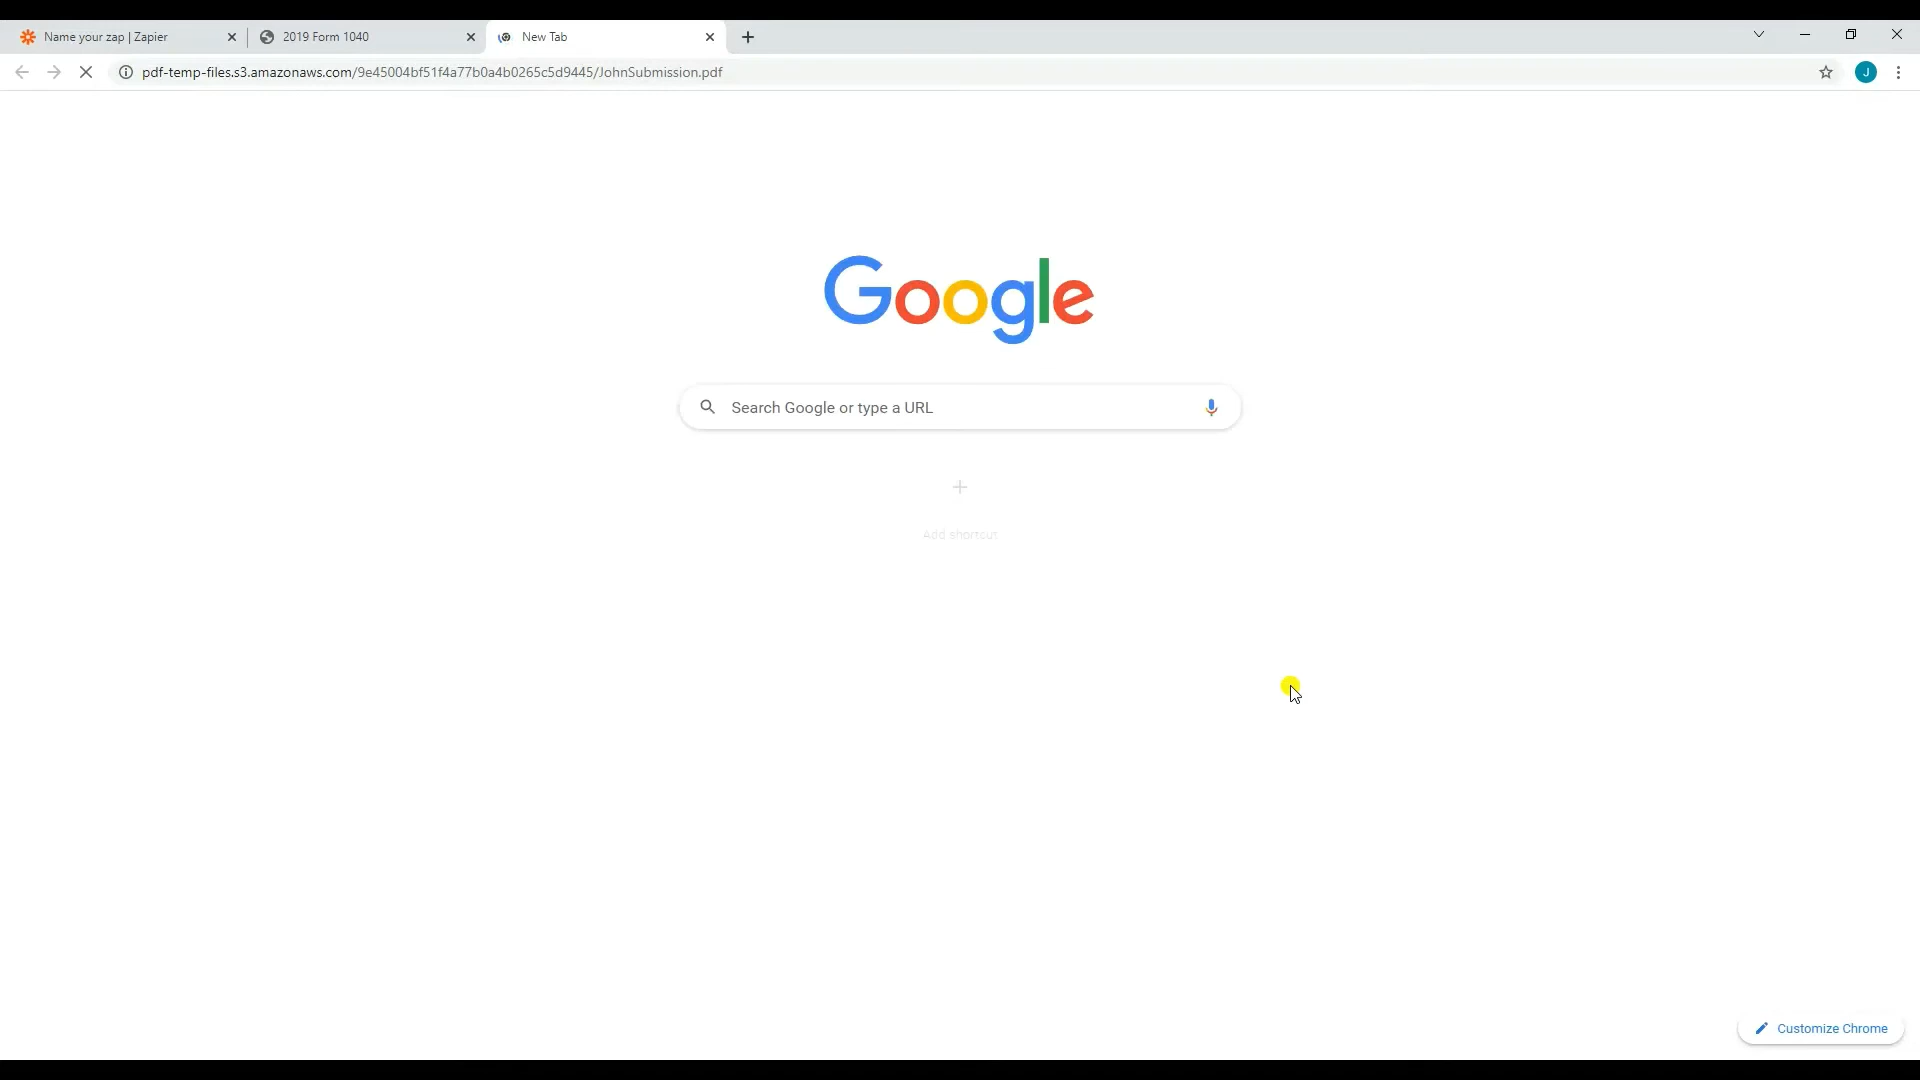 Name your zap | Zapier
2019 Form 1040
New Tab
pdf-temp-files.s3.amazonaws.com/9e45004bf51f4a77b0a4b0265c5d9445/JohnSubmission.pdf
J
Google
Search Google or type a URL
Add shortcut
Customize Chrome